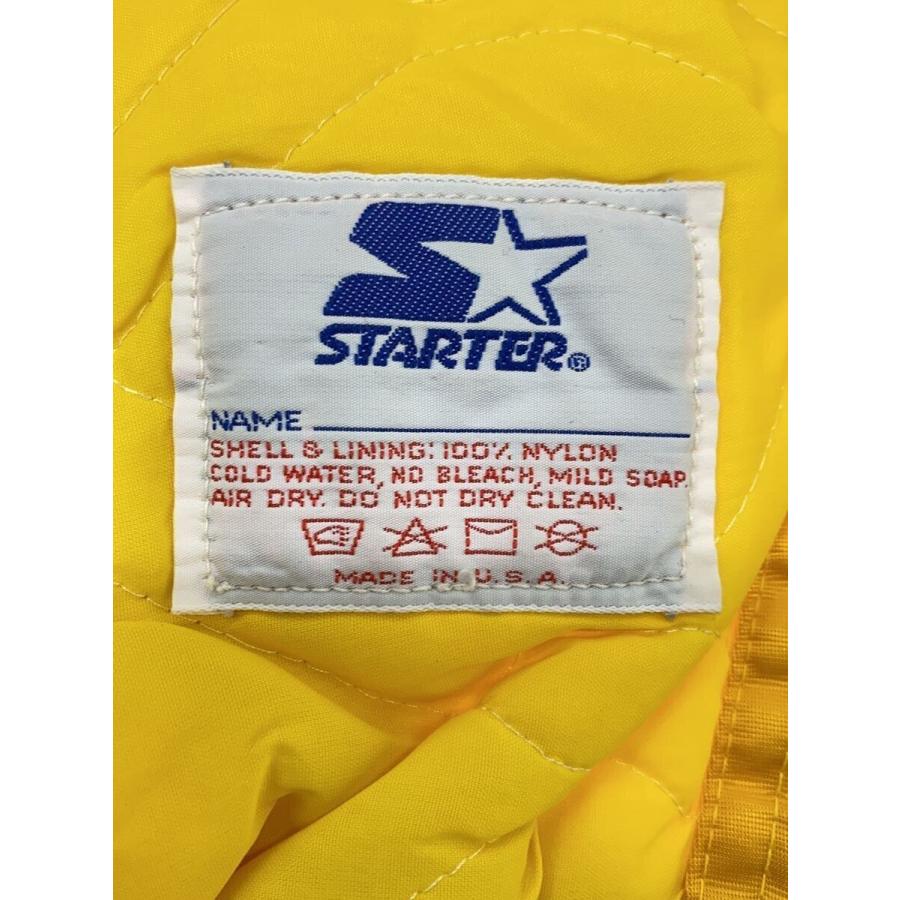 STARTER®
NAME
SHELL & LINING: 100% NYLON
COLD WATER, NO BLEACH, MILD SOAP.
AIR DRY. DO NOT DRY CLEAN.
MADE IN U.S.A.